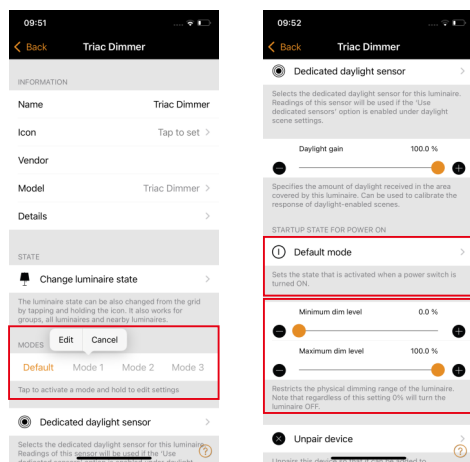 09:51
Back
Triac Dimmer
INFORMATION
Name
Triac Dimmer
Icon
Tap to set
Vendor
Model
Triac Dimmer
Details
STATE
Change luminaire state
The luminaire state can be also changed from the grid
by tapping and holding the icon. It also works for
groups, all luminaires and nearby luminaires.
MODES
Edit
Cancel
Default
Mode 1
Mode 2
Mode 3
Tap to activate a mode and hold to edit settings
Dedicated daylight sensor
Selects the dedicated daylight sensor for this luminaire.
Readings of this sensor will be used if the 'Use
09:52
Back
Triac Dimmer
Dedicated daylight sensor
Selects the dedicated daylight sensor for this luminaire.
Readings of this sensor will be used if the 'Use
dedicated sensors' option is enabled under daylight
scene settings.
Daylight gain
100.0 %
Specifies the amount of daylight received in the area
covered by this luminaire. Can be used to calibrate the
response of daylight-enabled scenes.
STARTUP STATE FOR POWER ON
Default mode
Sets the state that is activated when a power switch is
turned ON.
Minimum dim level
0.0 %
Maximum dim level
100.0 %
Restricts the physical dimming range of the luminaire.
Note that regardless of this setting 0% will turn the
luminaire OFF.
Unpair device